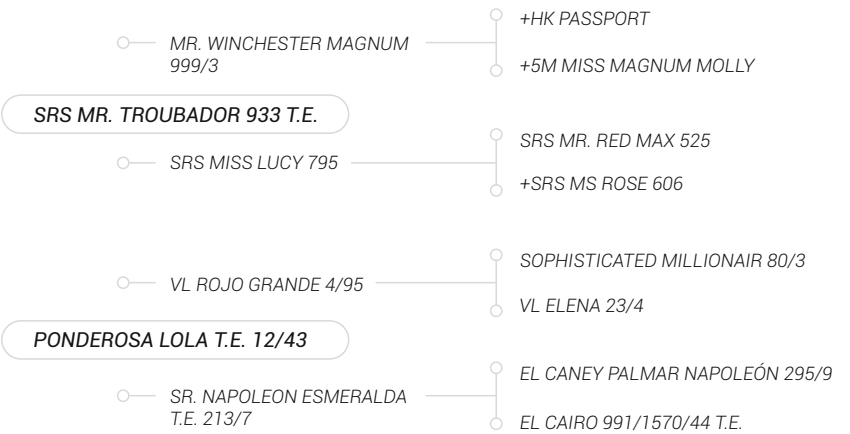 +HK PASSPORT
MR. WINCHESTER MAGNUM
999/3
+5M MISS MAGNUM MOLLY
SRS MR. TROUBADOR 933 T.E.
SRS MR. RED MAX 525
SRS MISS LUCY 795
+SRS MS ROSE 606
SOPHISTICATED MILLIONAIR 80/3
VL ROJO GRANDE 4/95
VL ELENA 23/4
PONDEROSA LOLA T.E. 12/43
EL CANEY PALMAR NAPOLEÓN 295/9
SR. NAPOLEON ESMERALDA
T.E. 213/7
EL CAIRO 991/1570/44 T.E.